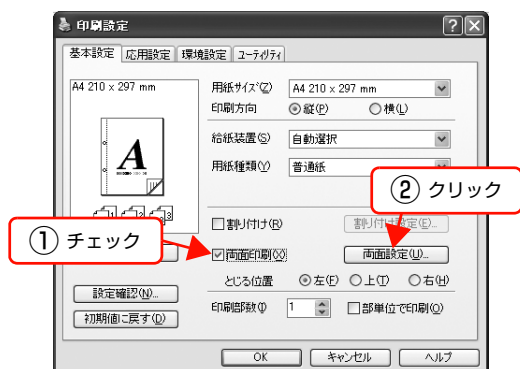 印刷設定
基本設定 応用設定 環境設定 ユーティリティ
A4 210 x 297 mm
用紙サイズ(Z) A4 210 x 297 mm
印刷方向 縦(P) 横(L)
給紙装置(S) 自動選択
用紙種類(Y) 普通紙
② クリック
割り付け(R) 割り付け設定(E)...
① チェック
両面印刷(X) 両面設定(U)...
とじる位置 左(F) 上(T) 右(H)
設定確認(N)...
印刷部数(I) 1 部単位で印刷(O)
初期値に戻す(D)
OK キャンセル ヘルプ